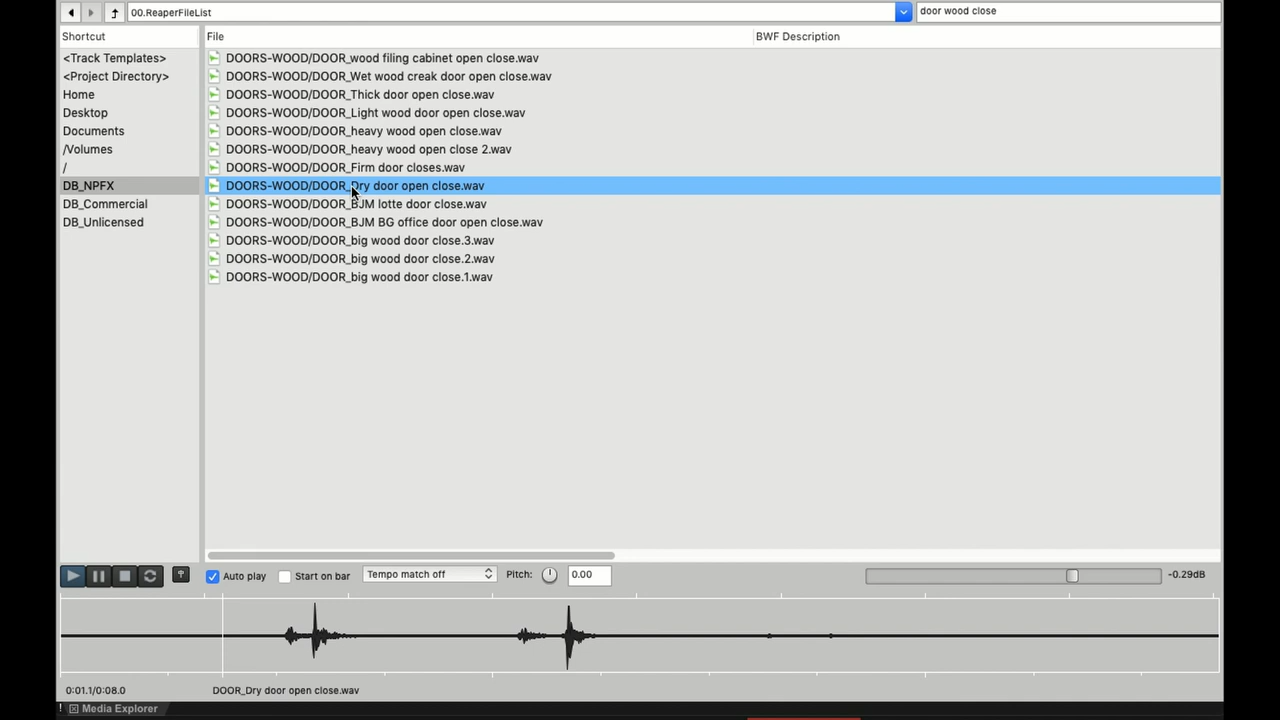 00.ReaperFileList
door wood close
Shortcut
File
BWF Description
<Track Templates>
<Project Directory>
Home
Desktop
Documents
/Volumes
/
DB_NPFX
DB_Commercial
DB_Unlicensed
DOORS-WOOD/DOOR_wood filing cabinet open close.wav
DOORS-WOOD/DOOR_Wet wood creak door open close.wav
DOORS-WOOD/DOOR_Thick door open close.wav
DOORS-WOOD/DOOR_Light wood door open close.wav
DOORS-WOOD/DOOR_heavy wood open close.wav
DOORS-WOOD/DOOR_heavy wood open close 2.wav
DOORS-WOOD/DOOR_Firm door closes.wav
DOORS-WOOD/DOOR_Dry door open close.wav
DOORS-WOOD/DOOR_BJM lotte door close.wav
DOORS-WOOD/DOOR_BJM BG office door open close.wav
DOORS-WOOD/DOOR_big wood door close.3.wav
DOORS-WOOD/DOOR_big wood door close.2.wav
DOORS-WOOD/DOOR_big wood door close.1.wav
Auto play
Start on bar
Tempo match off
Pitch:
0.00
-0.29dB
0:01.1/0:08.0
DOOR_Dry door open close.wav
! Media Explorer